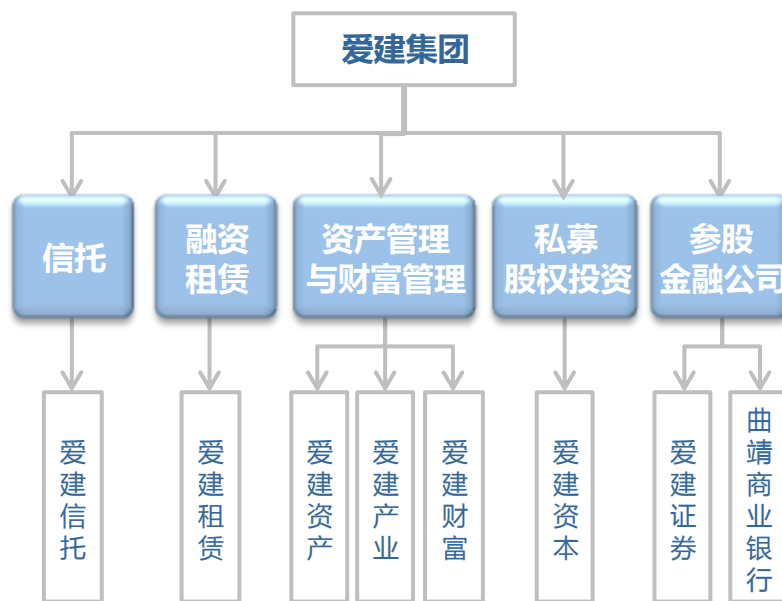 爱建集团
信托
融资
租赁
资产管理
与财富管理
私募
股权投资
参股
金融公司
爱建信托
爱建租赁
爱建资产
爱建产业
爱建财富
爱建资本
爱建证券
曲靖商业银行